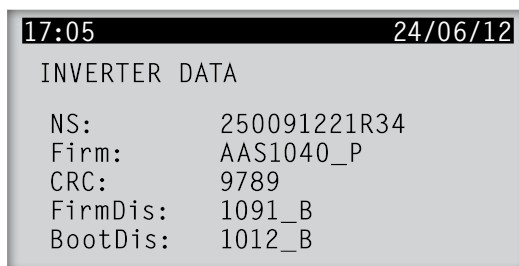 17:05 24/06/12
INVERTER DATA
NS: 250091221R34
Firm: AAS1040_P
CRC: 9789
FirmDis: 1091_B
BootDis: 1012_B